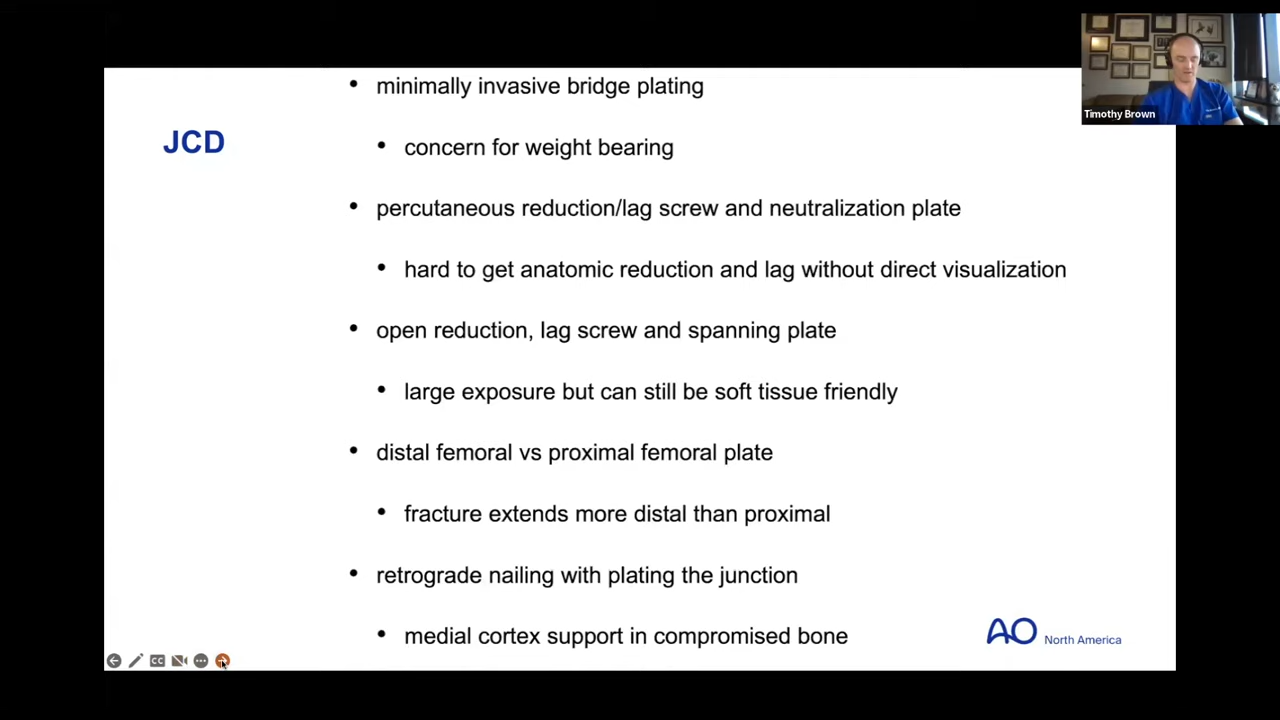 Timothy Brown
JCD
• minimally invasive bridge plating
• concern for weight bearing
• percutaneous reduction/lag screw and neutralization plate
• hard to get anatomic reduction and lag without direct visualization
• open reduction, lag screw and spanning plate
• large exposure but can still be soft tissue friendly
• distal femoral vs proximal femoral plate
• fracture extends more distal than proximal
• retrograde nailing with plating the junction
• medial cortex support in compromised bone
AO North America
CC